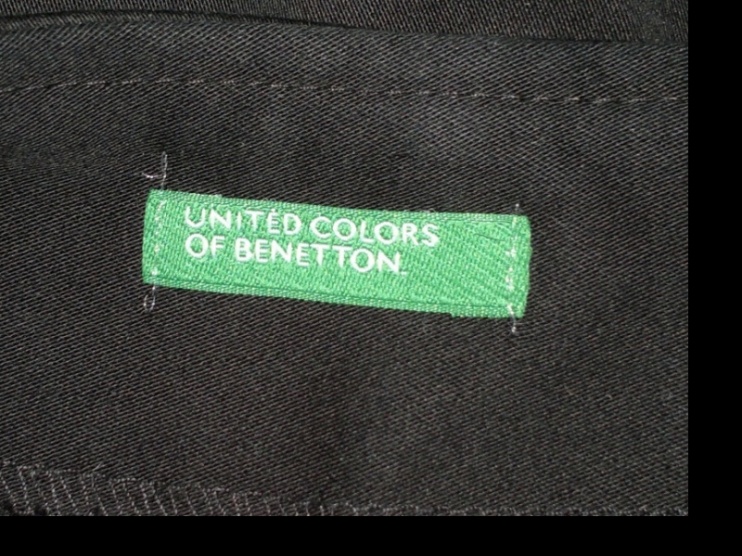 UNITED COLORS
OF BENETTON.